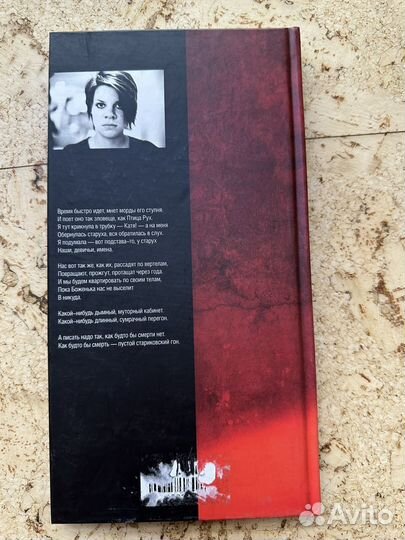 Время быстро идет, мнет морды его ступня.
И поет оно так зловеще, как Птица Рух.
Я тут крикнула в трубку — Катя! — а на меня
Обернулась старуха, вся обратилась в слух.
Я подумала — вот подстава–то, у старух
Наши, девичьи, имена.
Нас вот так же, как их, рассадят по вертелам,
Повращают, прожгут, протащат через года.
И мы будем квартировать по своим телам,
Пока Боженька нас не выселит
В никуда.
Какой–нибудь дымный, муторный кабинет.
Какой–нибудь длинный, сумрачный перегон.
А писать надо так, как будто бы смерти нет.
Как будто бы смерть — пустой стариковский гон.
Avito